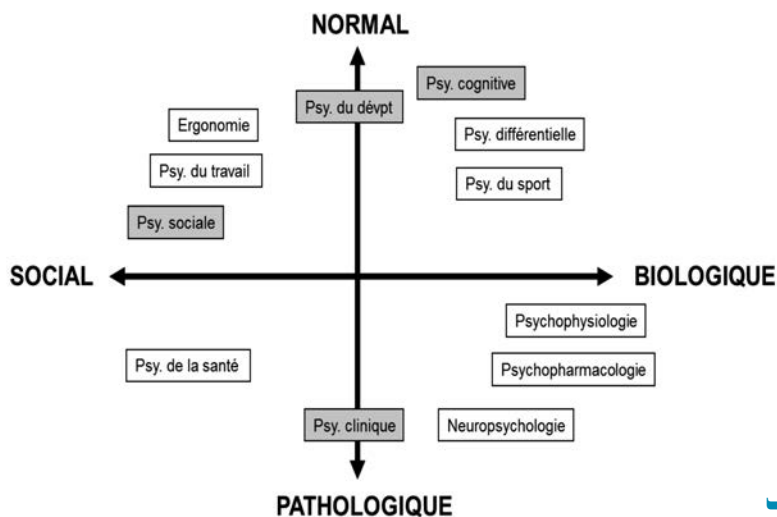 NORMAL
Psy. cognitive
Psy. du dévpt
Ergonomie
Psy. différentielle
Psy. du travail
Psy. du sport
Psy. sociale
SOCIAL
BIOLOGIQUE
Psychophysiologie
Psy. de la santé
Psychopharmacologie
Psy. clinique
Neuropsychologie
PATHOLOGIQUE